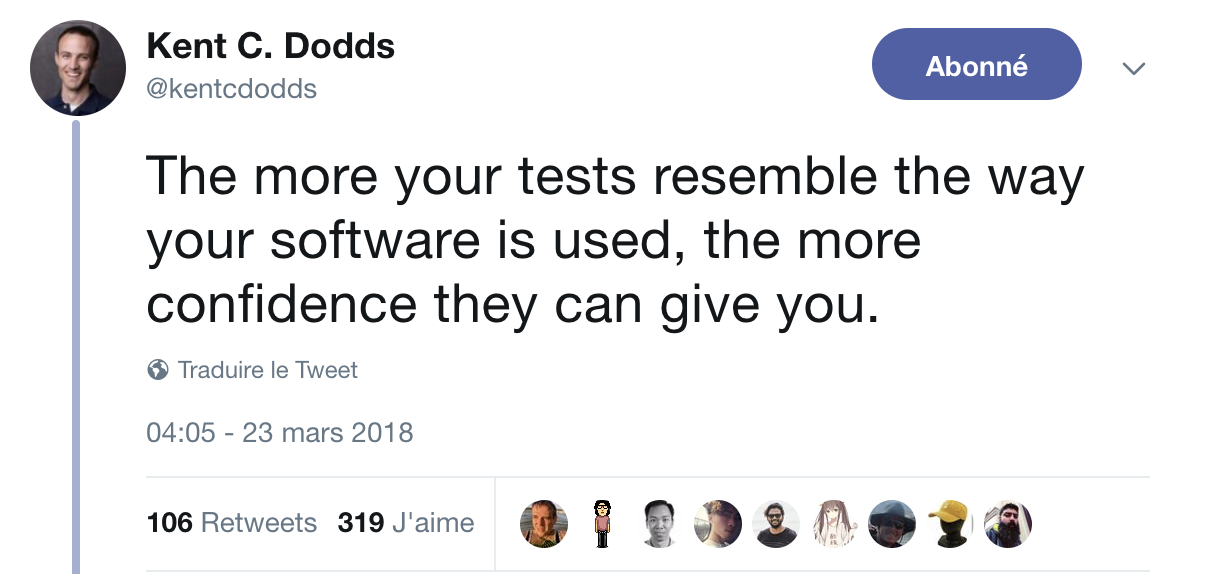 Kent C. Dodds
@kentcdodds
Abonné
The more your tests resemble the way
your software is used, the more
confidence they can give you.
Traduire le Tweet
04:05 - 23 mars 2018
106 Retweets 319 J'aime